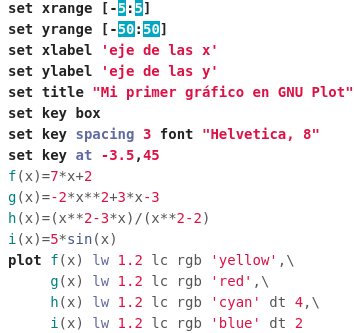 set xrange [-5:5]
set yrange [-50:50]
set xlabel 'eje de las x'
set ylabel 'eje de las y'
set title "Mi primer gráfico en GNU Plot"
set key box
set key spacing 3 font "Helvetica, 8"
set key at -3.5,45
f(x)=7*x+2
g(x)=-2*x**2+3*x-3
h(x)=(x**2-3*x)/(x**2-2)
i(x)=5*sin(x)
plot f(x) lw 1.2 lc rgb 'yellow',\
g(x) lw 1.2 lc rgb 'red',\
h(x) lw 1.2 lc rgb 'cyan' dt 4,\
i(x) lw 1.2 lc rgb 'blue' dt 2